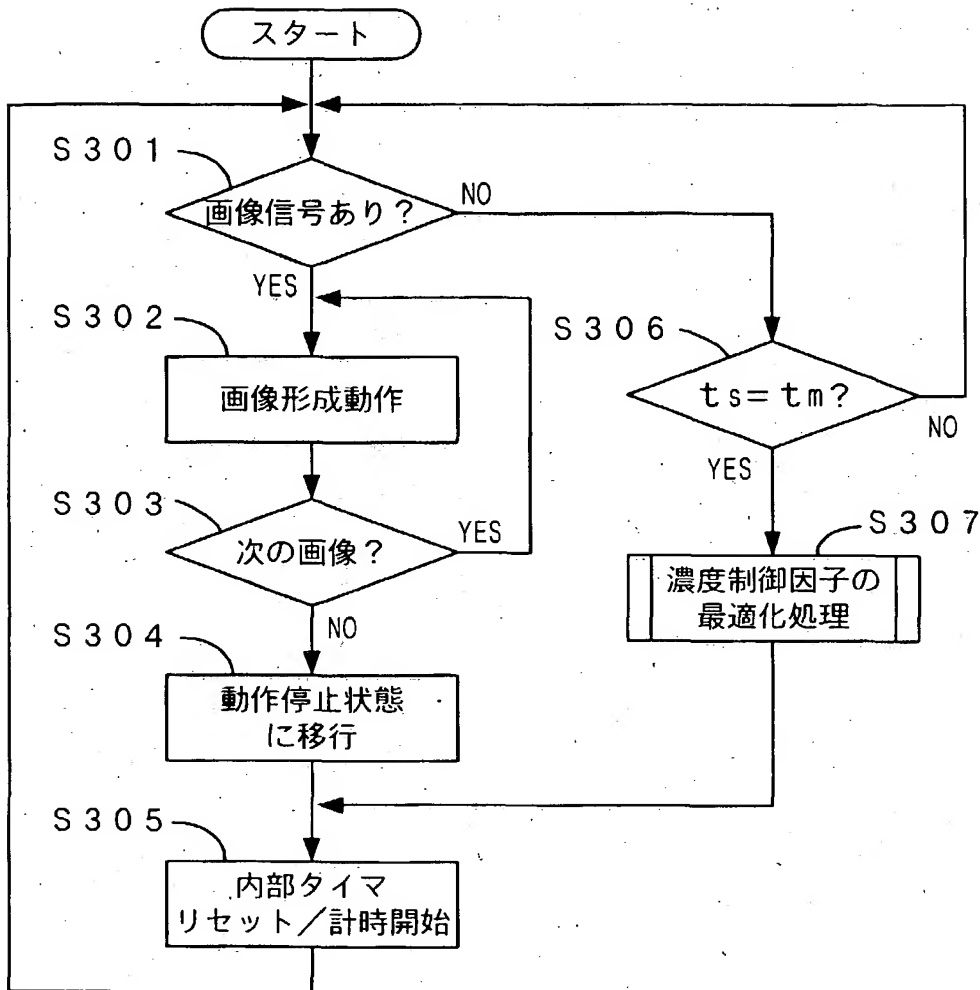 スタート
S301
画像信号あり?
NO
YES
S302
画像形成動作
S303
次の画像?
YES
NO
S304
動作停止状態
に移行
S305
内部タイマ
リセット/計時開始
S306
ts=tm?
NO
YES
S307
濃度制御因子の
最適化処理